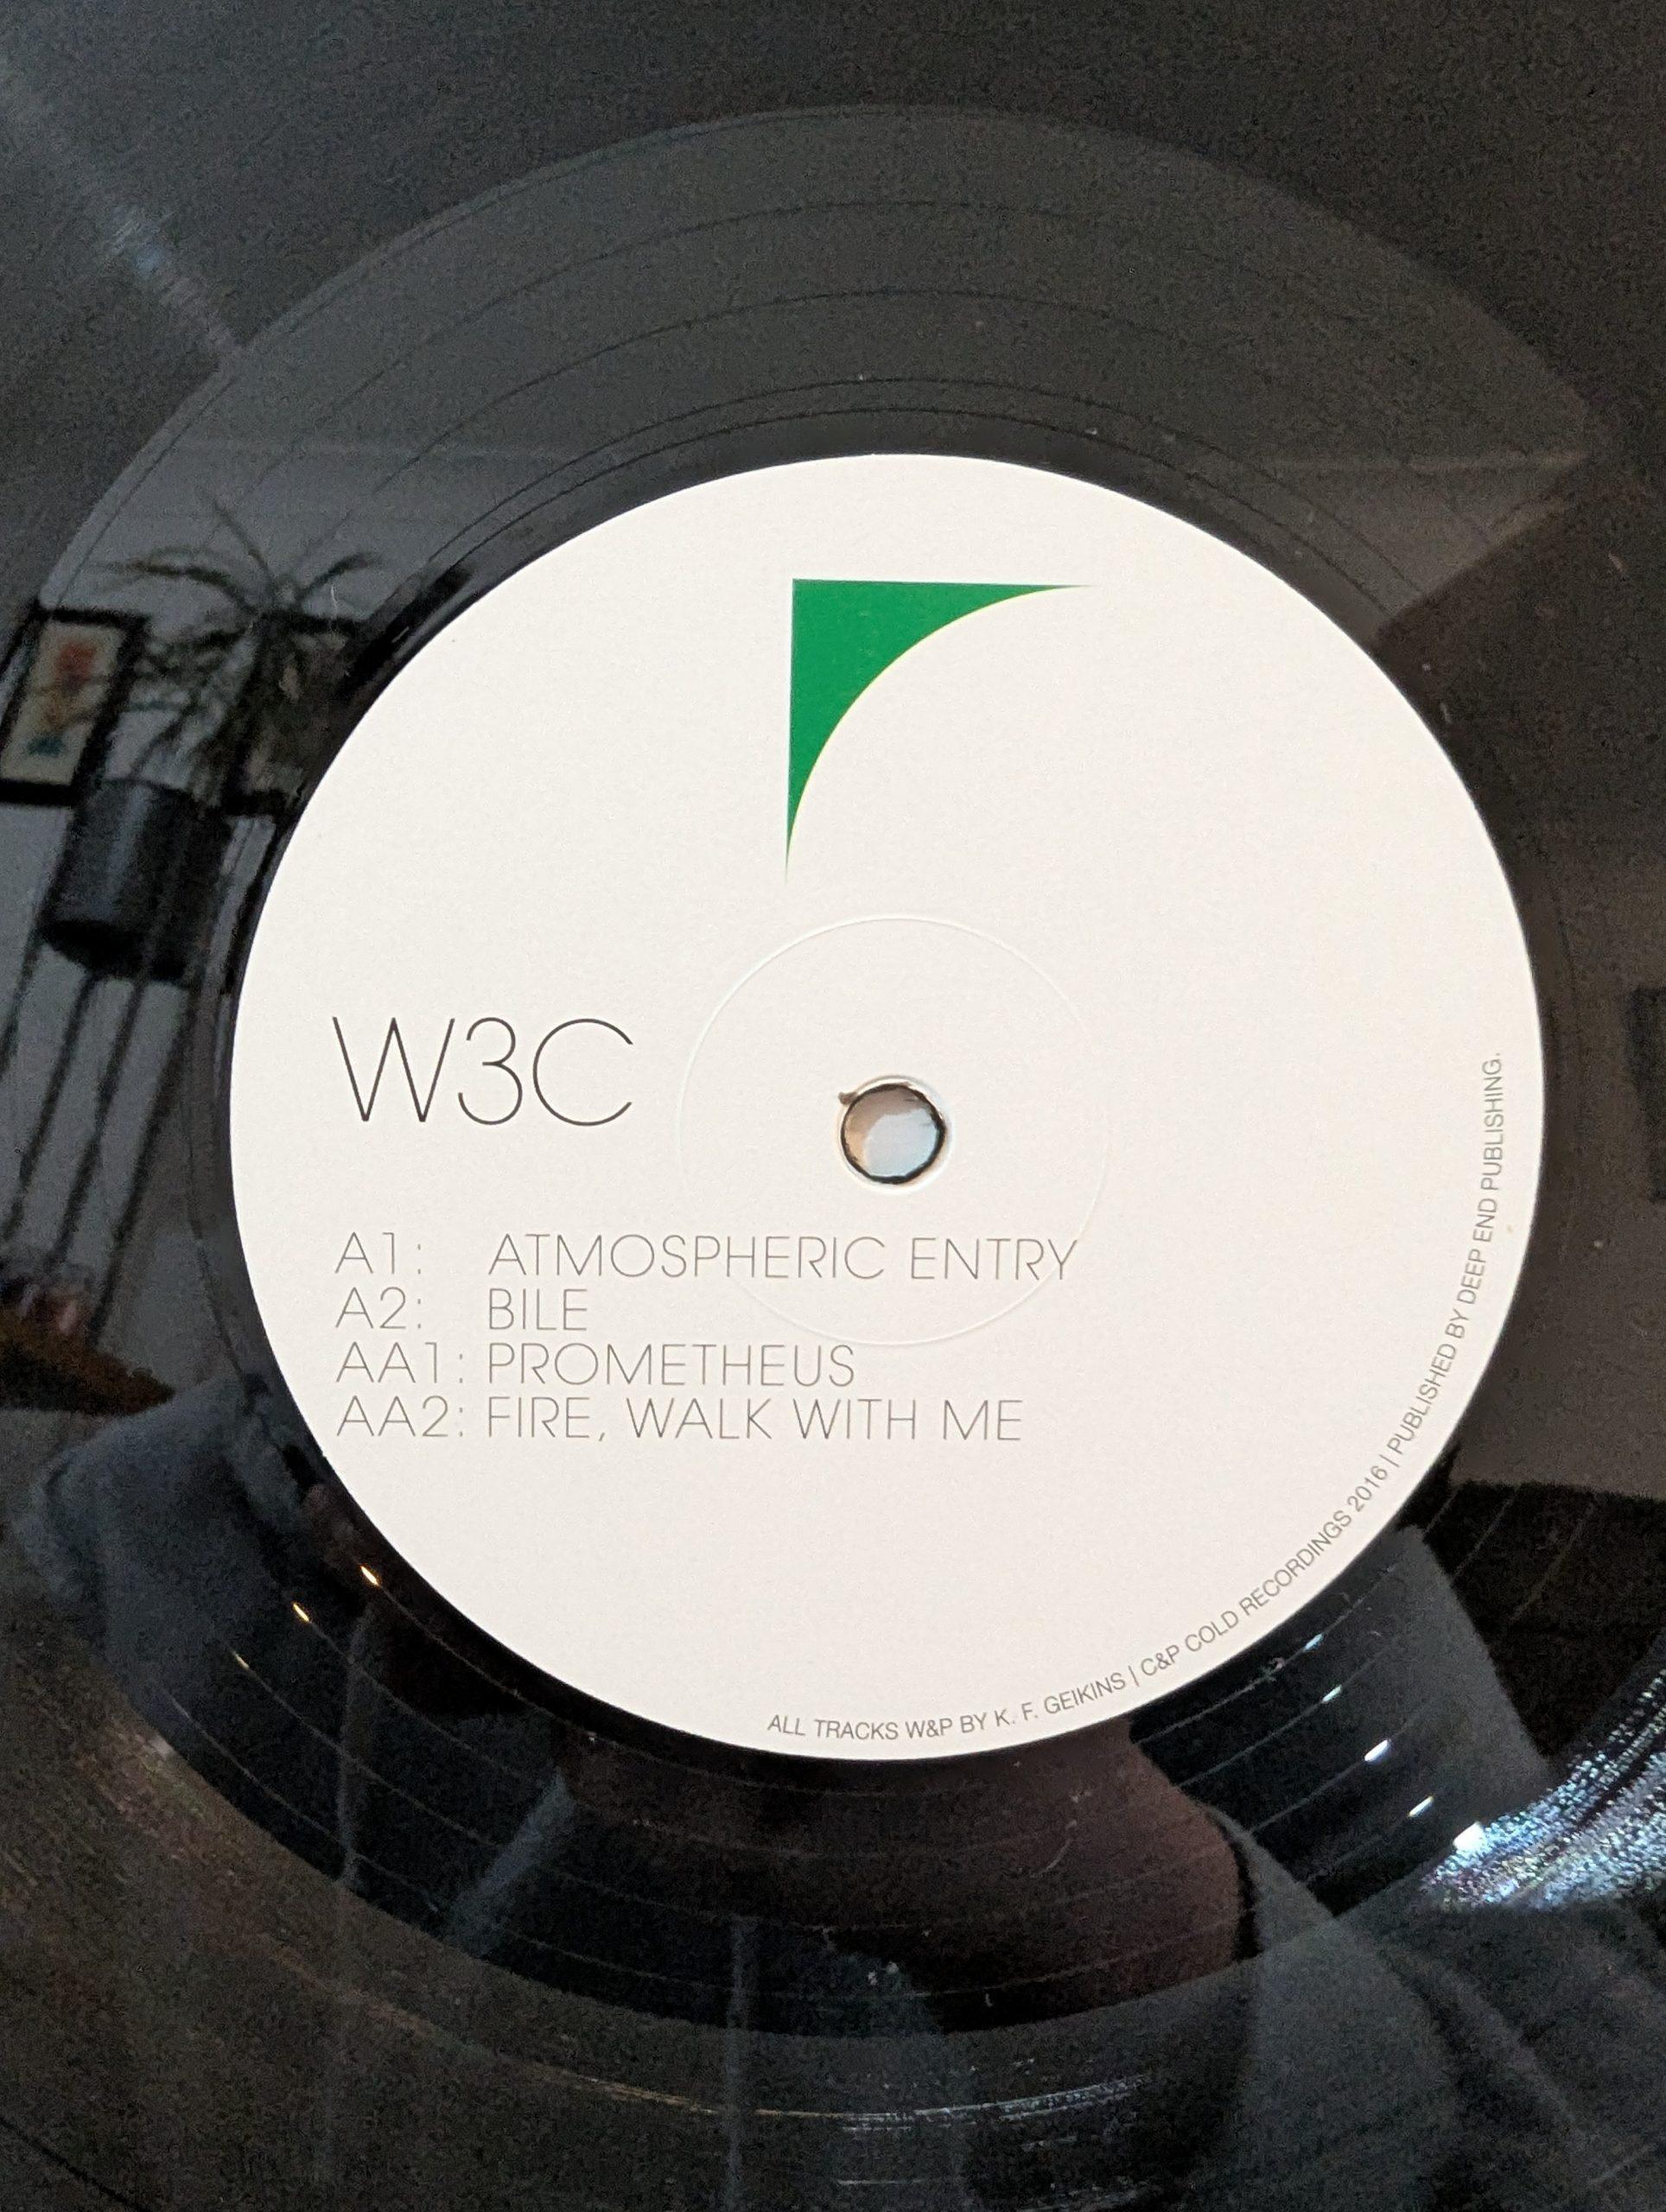 W3C
A1: ATMOSPHERIC ENTRY
A2: BILE
AA1: PROMETHEUS
AA2: FIRE, WALK WITH ME
ALL TRACKS W&P BY K. F. GEIKINS | C&P COLD RECORDINGS 2016 | PUBLISHED BY DEEP END PUBLISHING.